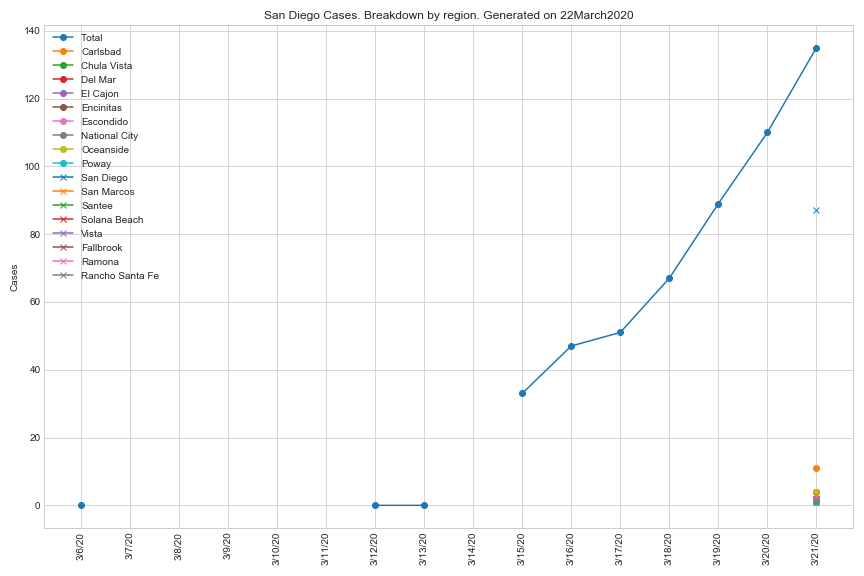 San Diego Cases. Breakdown by region. Generated on 22March2020
140
120
100
80
60
40
20
0
Cases
Total
Carlsbad
Chula Vista
Del Mar
El Cajon
Encinitas
Escondido
National City
Oceanside
Poway
San Diego
San Marcos
Santee
Solana Beach
Vista
Fallbrook
Ramona
Rancho Santa Fe
3/6/20
3/7/20
3/8/20
3/9/20
3/10/20
3/11/20
3/12/20
3/13/20
3/14/20
3/15/20
3/16/20
3/17/20
3/18/20
3/19/20
3/20/20
3/21/20